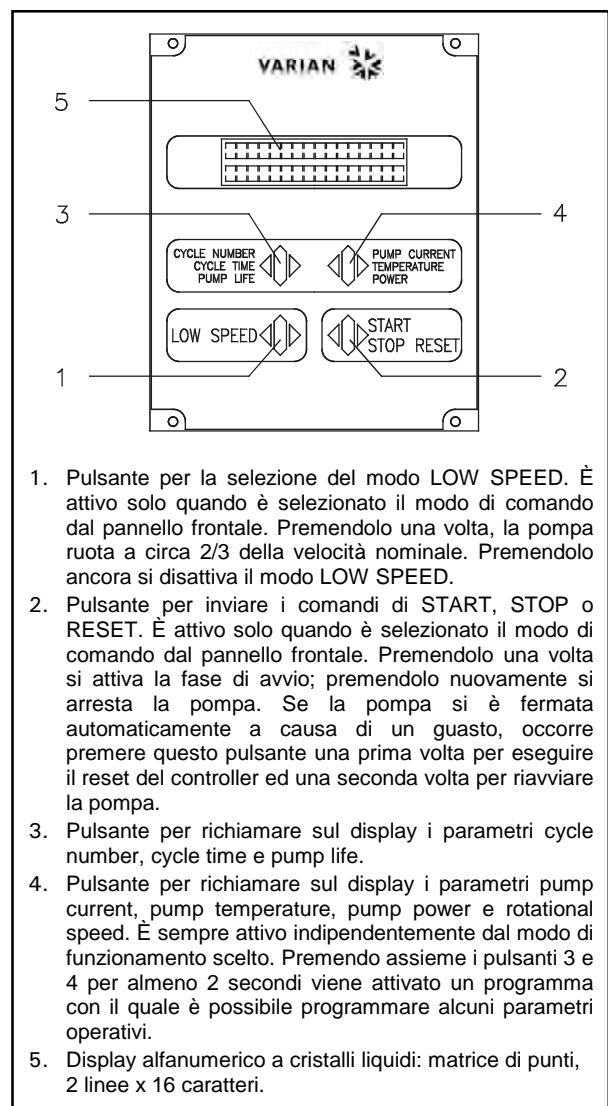 VARIAN
5
3
4
CYCLE NUMBER
CYCLE TIME
PUMP LIFE
PUMP CURRENT
TEMPERATURE
POWER
LOW SPEED
START
STOP RESET
1
2
1. Pulsante per la selezione del modo LOW SPEED. È
attivo solo quando è selezionato il modo di comando
dal pannello frontale. Premendolo una volta, la pompa
ruota a circa 2/3 della velocità nominale. Premendolo
ancora si disattiva il modo LOW SPEED.
2. Pulsante per inviare i comandi di START, STOP o
RESET. È attivo solo quando è selezionato il modo di
comando dal pannello frontale. Premendolo una volta
si attiva la fase di avvio; premendolo nuovamente si
arresta la pompa. Se la pompa si è fermata
automaticamente a causa di un guasto, occorre
premere questo pulsante una prima volta per eseguire
il reset del controller ed una seconda volta per riavviare
la pompa.
3. Pulsante per richiamare sul display i parametri cycle
number, cycle time e pump life.
4. Pulsante per richiamare sul display i parametri pump
current, pump temperature, pump power e rotational
speed. È sempre attivo indipendentemente dal modo di
funzionamento scelto. Premendo assieme i pulsanti 3 e
4 per almeno 2 secondi viene attivato un programma
con il quale è possibile programmare alcuni parametri
operativi.
5. Display alfanumerico a cristalli liquidi: matrice di punti,
2 linee x 16 caratteri.